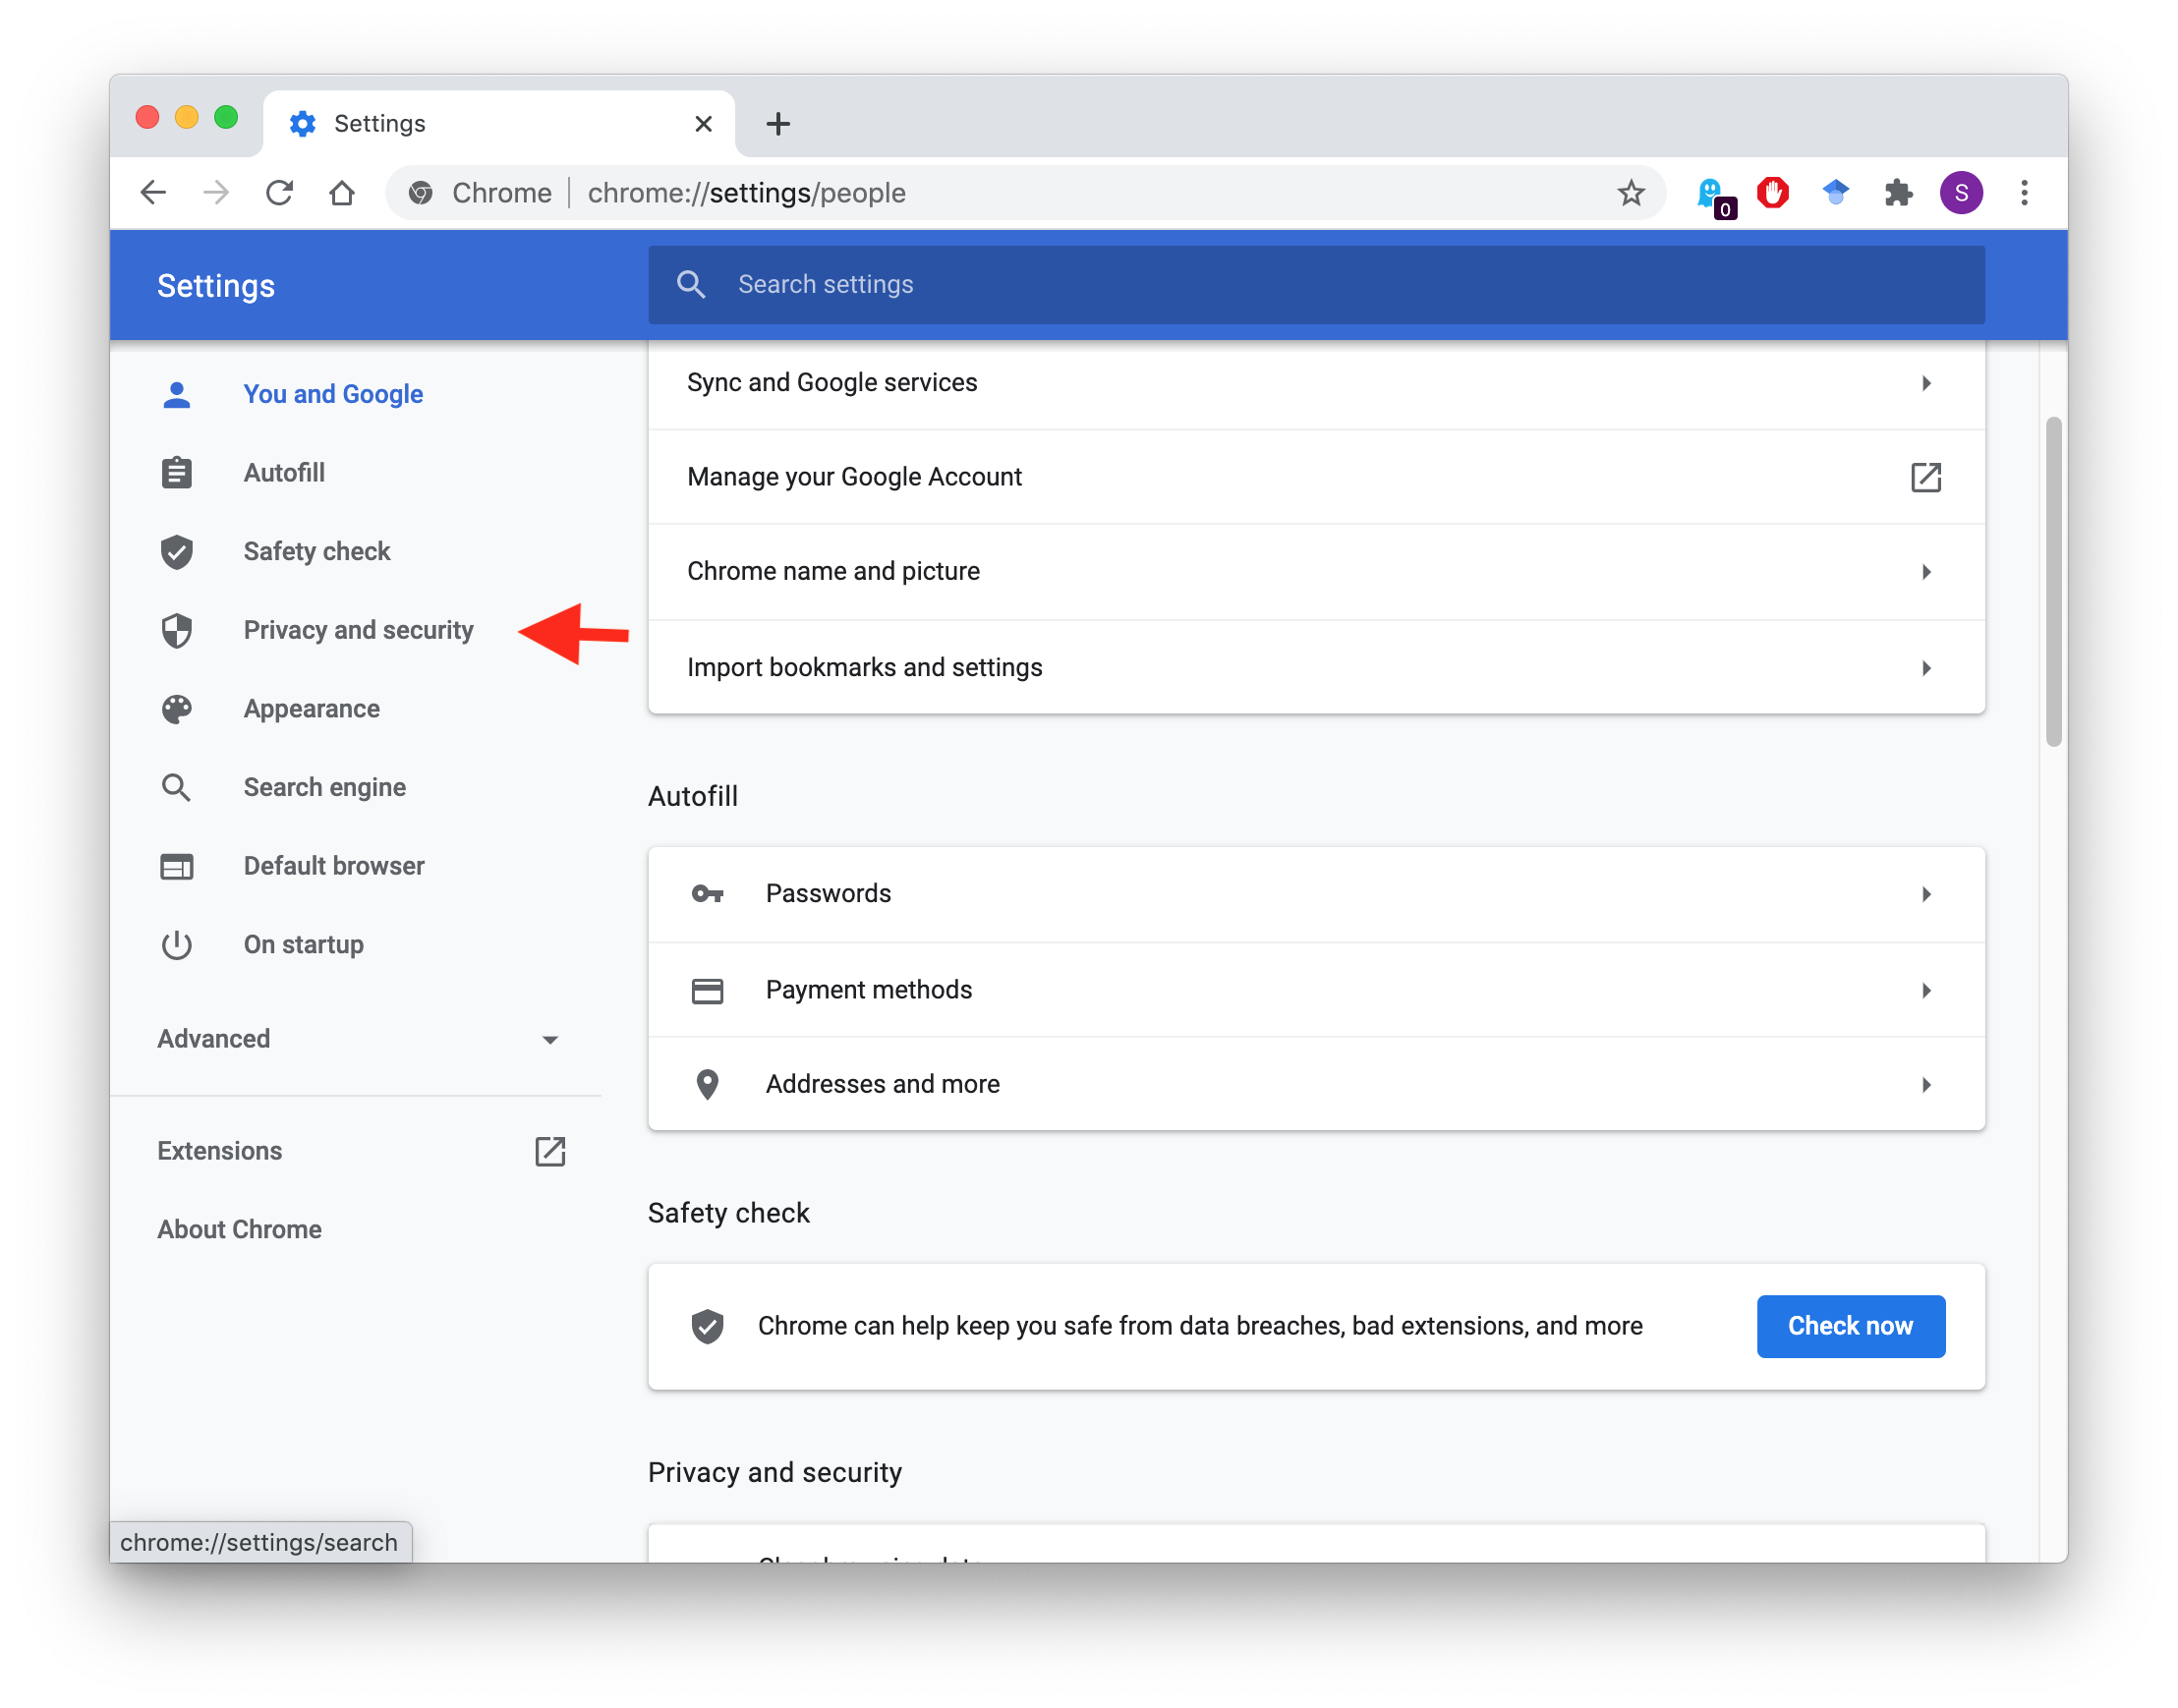 Settings
Chrome
chrome://settings/people
0
S
Settings
Search settings
You and Google
Autofill
Safety check
Privacy and security
Appearance
Search engine
Default browser
On startup
Advanced
Extensions
About Chrome
Sync and Google services
Manage your Google Account
Chrome name and picture
Import bookmarks and settings
Autofill
Passwords
Payment methods
Addresses and more
Safety check
Chrome can help keep you safe from data breaches, bad extensions, and more
Check now
Privacy and security
chrome://settings/search